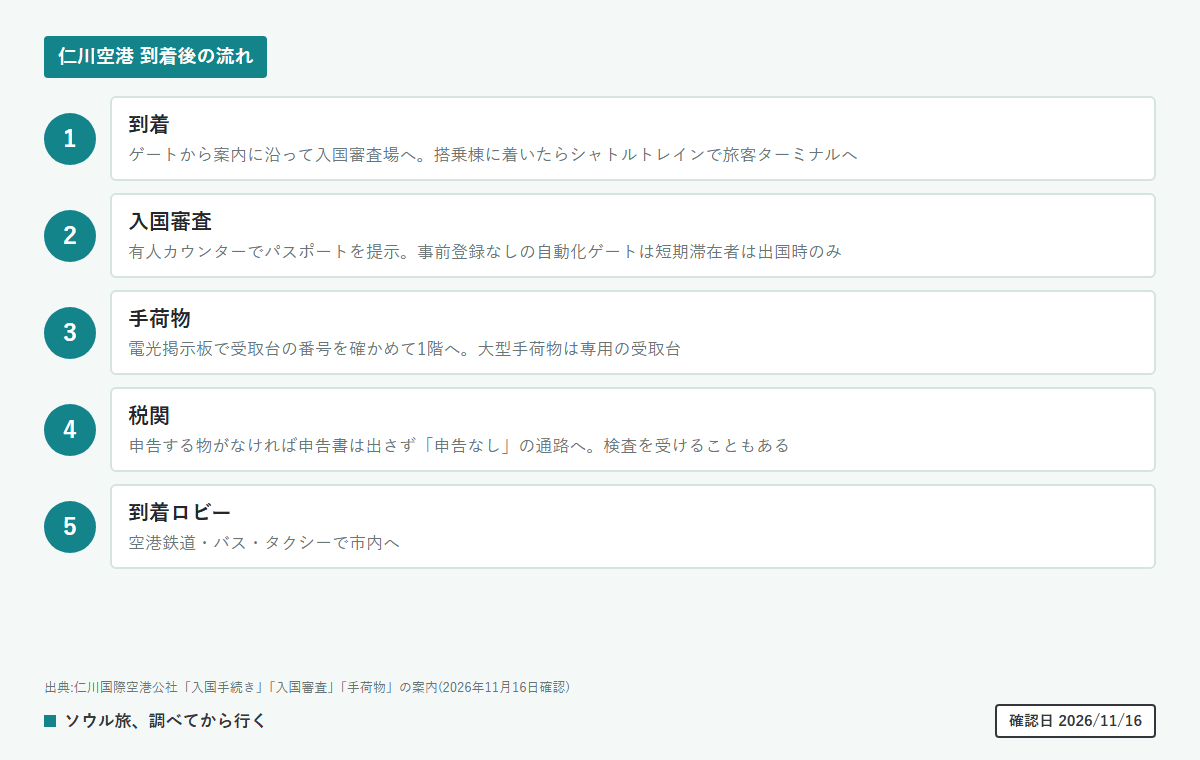 仁川空港 到着後の流れ
1
到着
ゲートから案内に沿って入国審査場へ。搭乗棟に着いたらシャトルトレインで旅客ターミナルへ
2
入国審査
有人カウンターでパスポートを提示。事前登録なしの自動化ゲートは短期滞在者は出国時のみ
3
手荷物
電光掲示板で受取台の番号を確かめて1階へ。大型手荷物は専用の受取台
4
税関
申告する物がなければ申告書は出さず「申告なし」の通路へ。検査を受けることもある
5
到着ロビー
空港鉄道・バス・タクシーで市内へ
出典:仁川国際空港公社「入国手続き」「入国審査」「手荷物」の案内(2026年11月16日確認)
ソウル旅、調べてから行く
確認日 2026/11/16